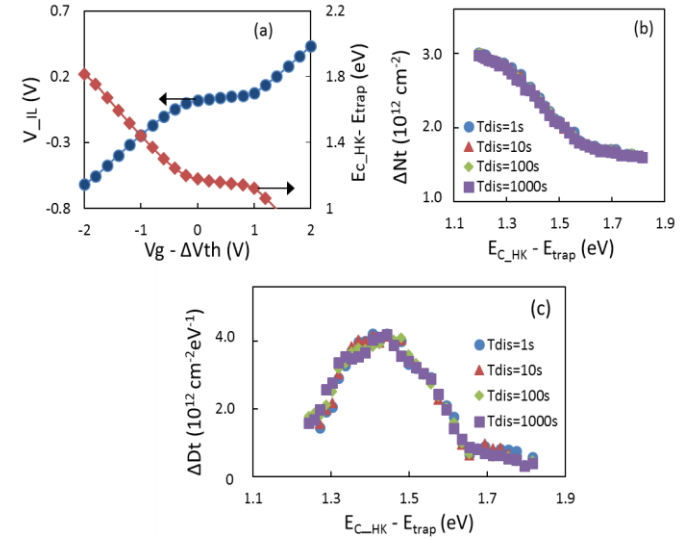 (a)
0.7
0.2
-0.3
-0.8
V_IL (V)
2.2
1.8
1.4
1
Ec_HK- Etrap (eV)
-2
-1
0
1
2
Vg - ΔVth (V)
(b)
3.0
2.0
1.0
ΔNt (10¹² cm⁻²)
Tdis=1s
Tdis=10s
Tdis=100s
Tdis=1000s
1.1
1.3
1.5
1.7
1.9
EC_HK - Etrap (eV)
(c)
4.0
2.0
0
ΔDt (10¹² cm⁻²eV⁻¹)
Tdis=1s
Tdis=10s
Tdis=100s
Tdis=1000s
1.1
1.3
1.5
1.7
1.9
EC_HK - Etrap (eV)